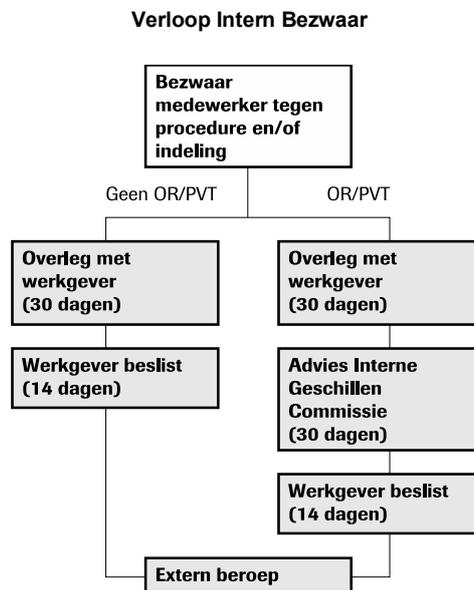 Verloop Intern Bezwaar
Bezwaar
medewerker tegen
procedure en/of
indeling
Geen OR/PVT
OR/PVT
Overleg met
werkgever
(30 dagen)
Werkgever beslist
(14 dagen)
Overleg met
werkgever
(30 dagen)
Advies Interne
Geschillen
Commissie
(30 dagen)
Werkgever beslist
(14 dagen)
Extern beroep